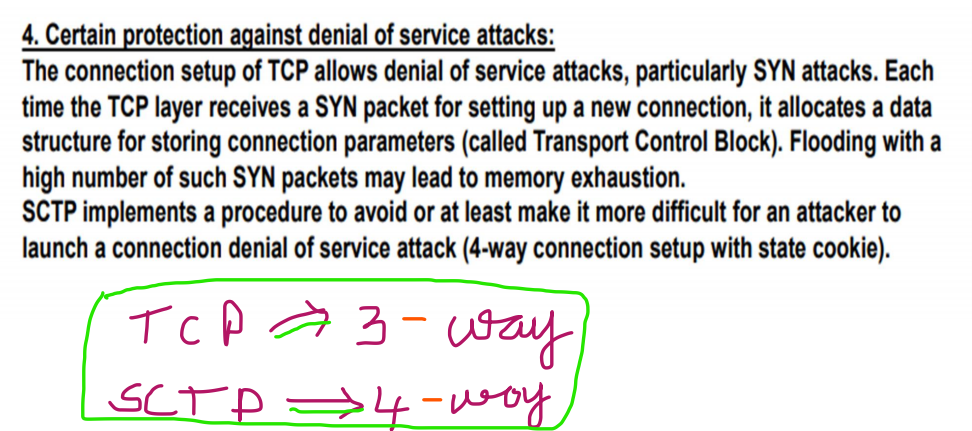 4. Certain protection against denial of service attacks:
The connection setup of TCP allows denial of service attacks, particularly SYN attacks. Each
time the TCP layer receives a SYN packet for setting up a new connection, it allocates a data
structure for storing connection parameters (called Transport Control Block). Flooding with a
high number of such SYN packets may lead to memory exhaustion.
SCTP implements a procedure to avoid or at least make it more difficult for an attacker to
launch a connection denial of service attack (4-way connection setup with state cookie).
TCP ⇒ 3-way
SCTP ⇒ 4-way